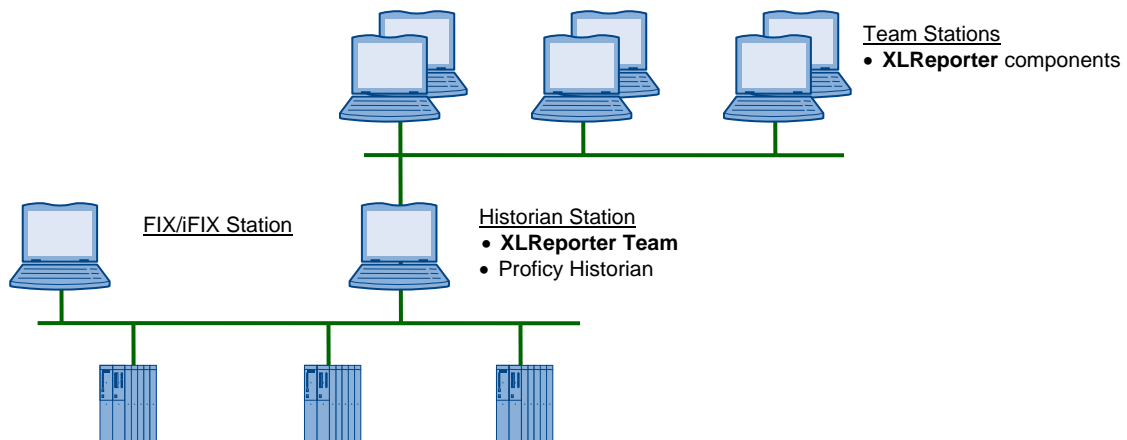 Team Stations
• XLReporter components
FIX/iFIX Station
Historian Station
• XLReporter Team
• Proficy Historian